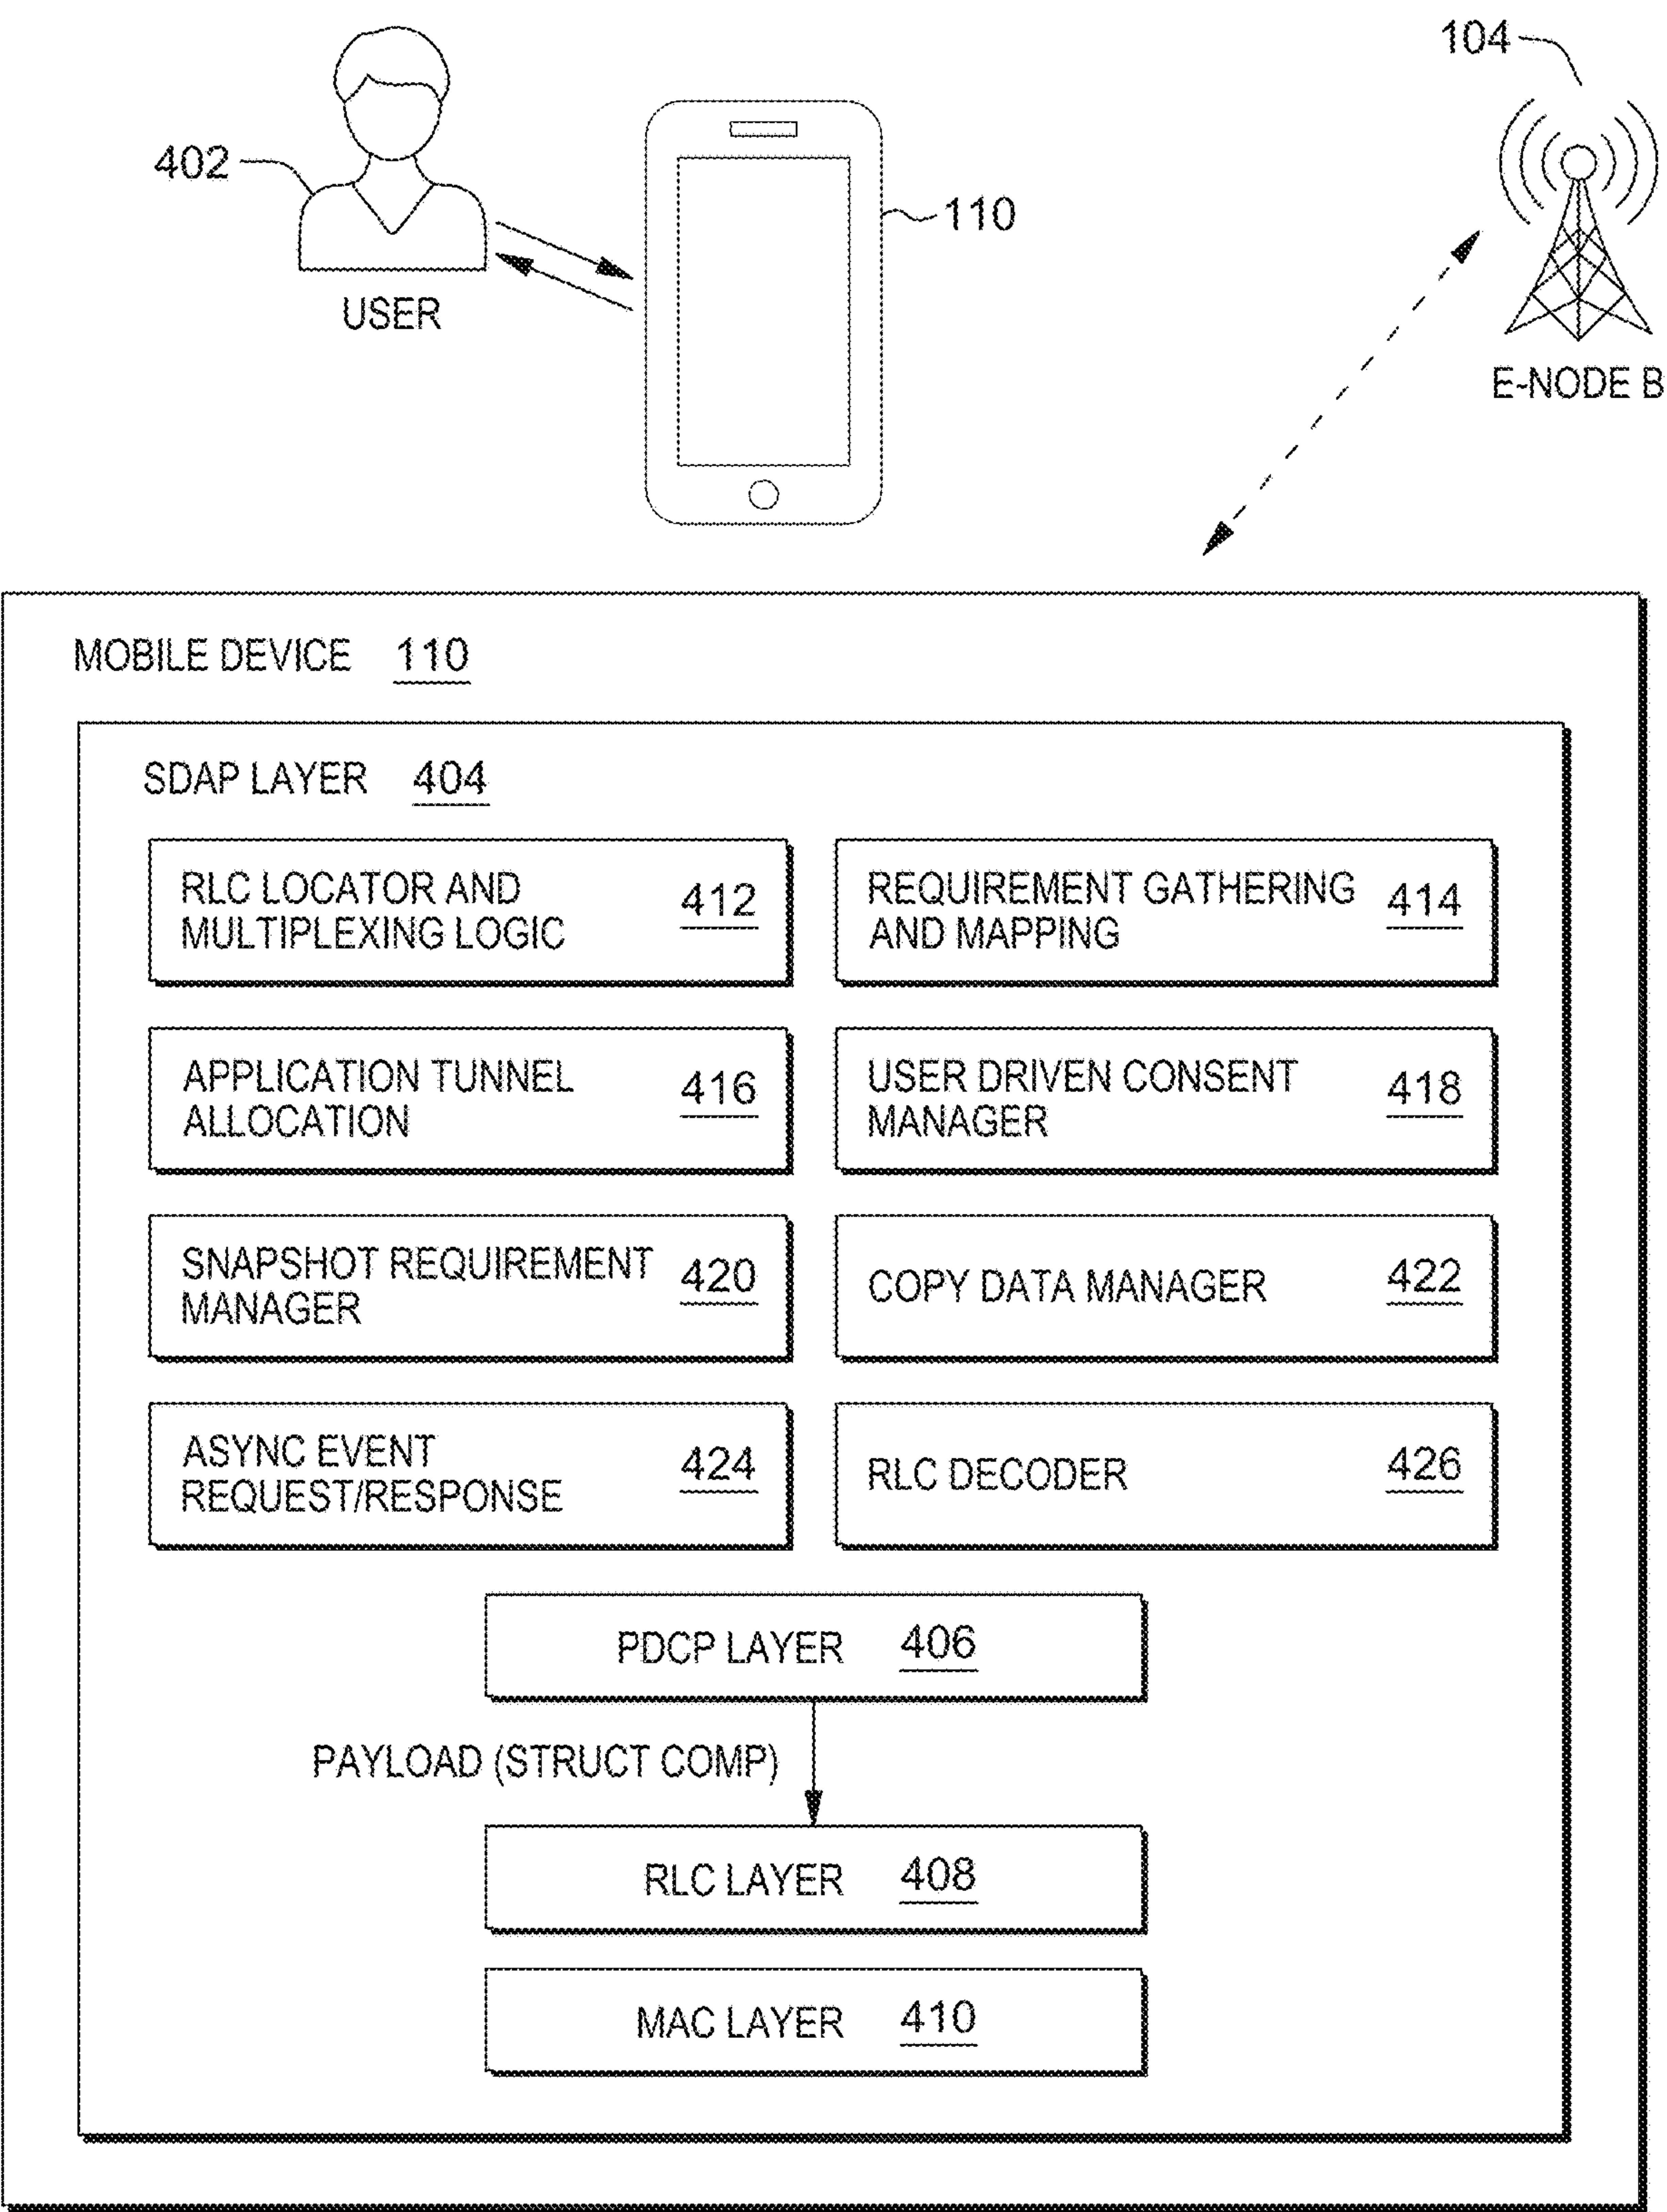 104
402
110
USER
E-NODE B
MOBILE DEVICE 110
SDAP LAYER 404
RLC LOCATOR AND
MULTIPLEXING LOGIC
412
REQUIREMENT GATHERING
AND MAPPING
414
APPLICATION TUNNEL
ALLOCATION
416
USER DRIVEN CONSENT
MANAGER
418
SNAPSHOT REQUIREMENT
MANAGER
420
COPY DATA MANAGER 422
ASYNC EVENT
REQUEST/RESPONSE
424
RLC DECODER 426
PDCP LAYER 406
PAYLOAD (STRUCT COMP)
RLC LAYER 408
MAC LAYER 410